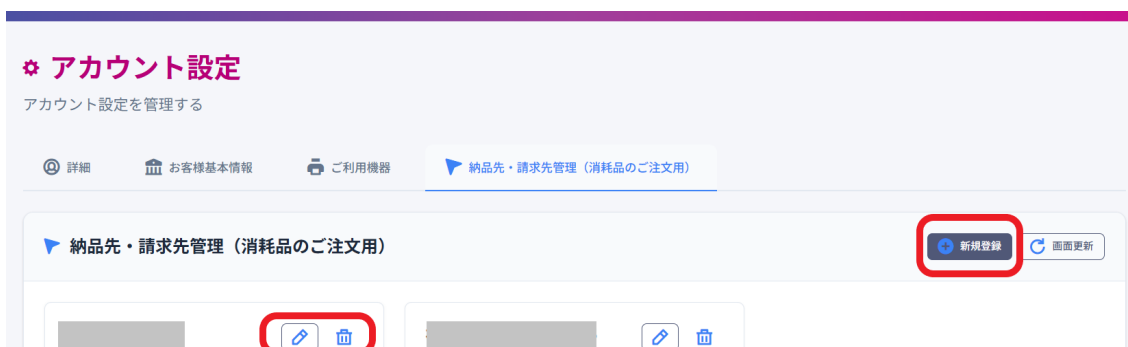 アカウント設定
アカウント設定を管理する
詳細 お客様基本情報 ご利用機器 納品先・請求先管理（消耗品のご注文用）
納品先・請求先管理（消耗品のご注文用） 新規登録 画面更新